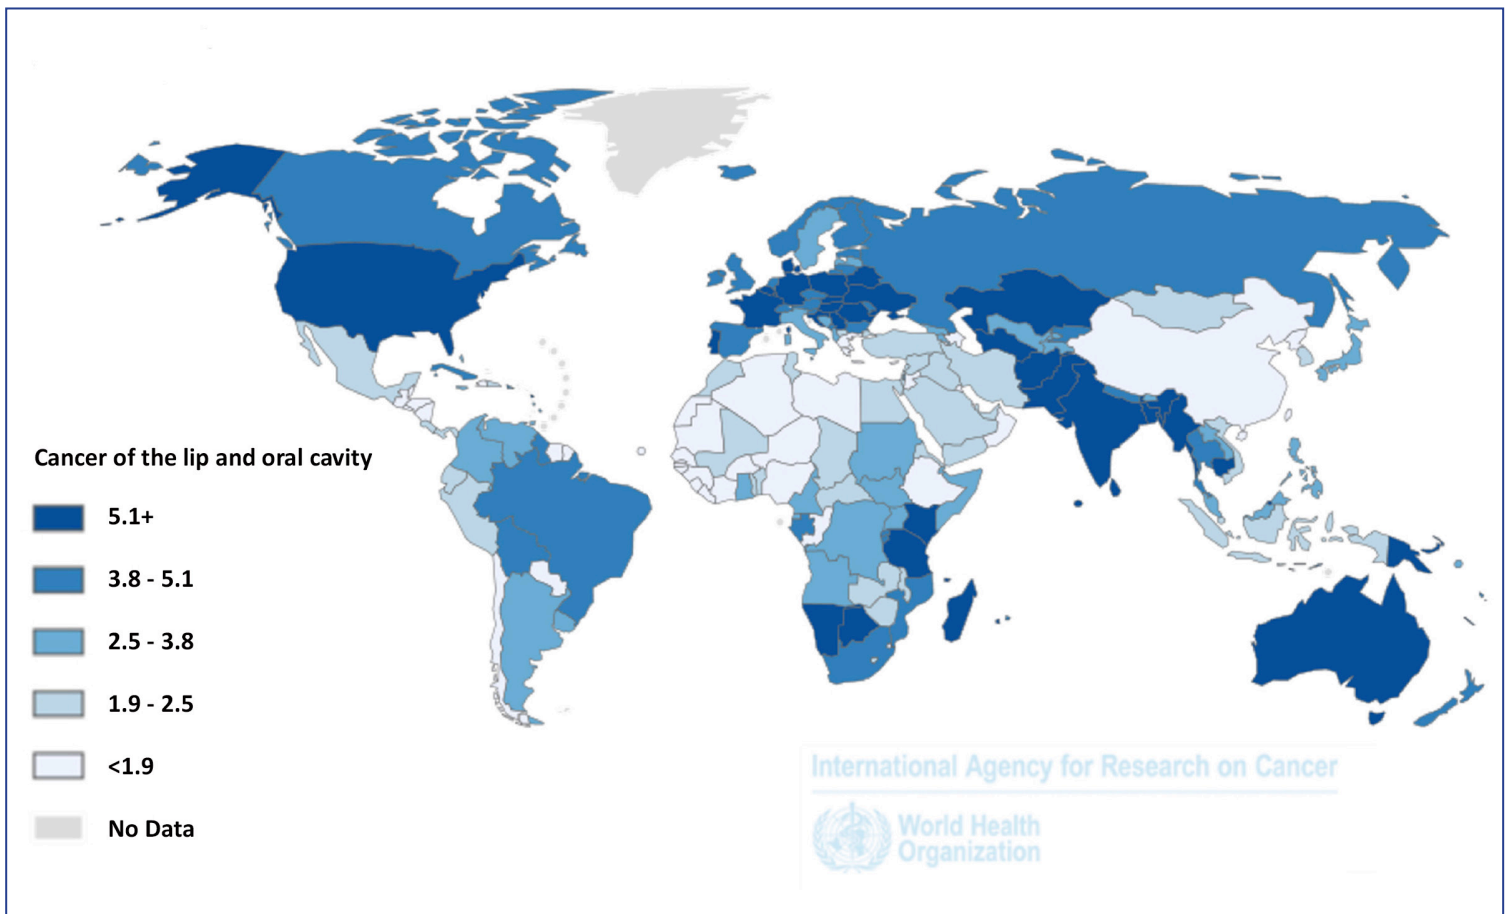 Cancer of the lip and oral cavity
5.1+
3.8 - 5.1
2.5 - 3.8
1.9 - 2.5
<1.9
No Data
International Agency for Research on Cancer
World Health
Organization